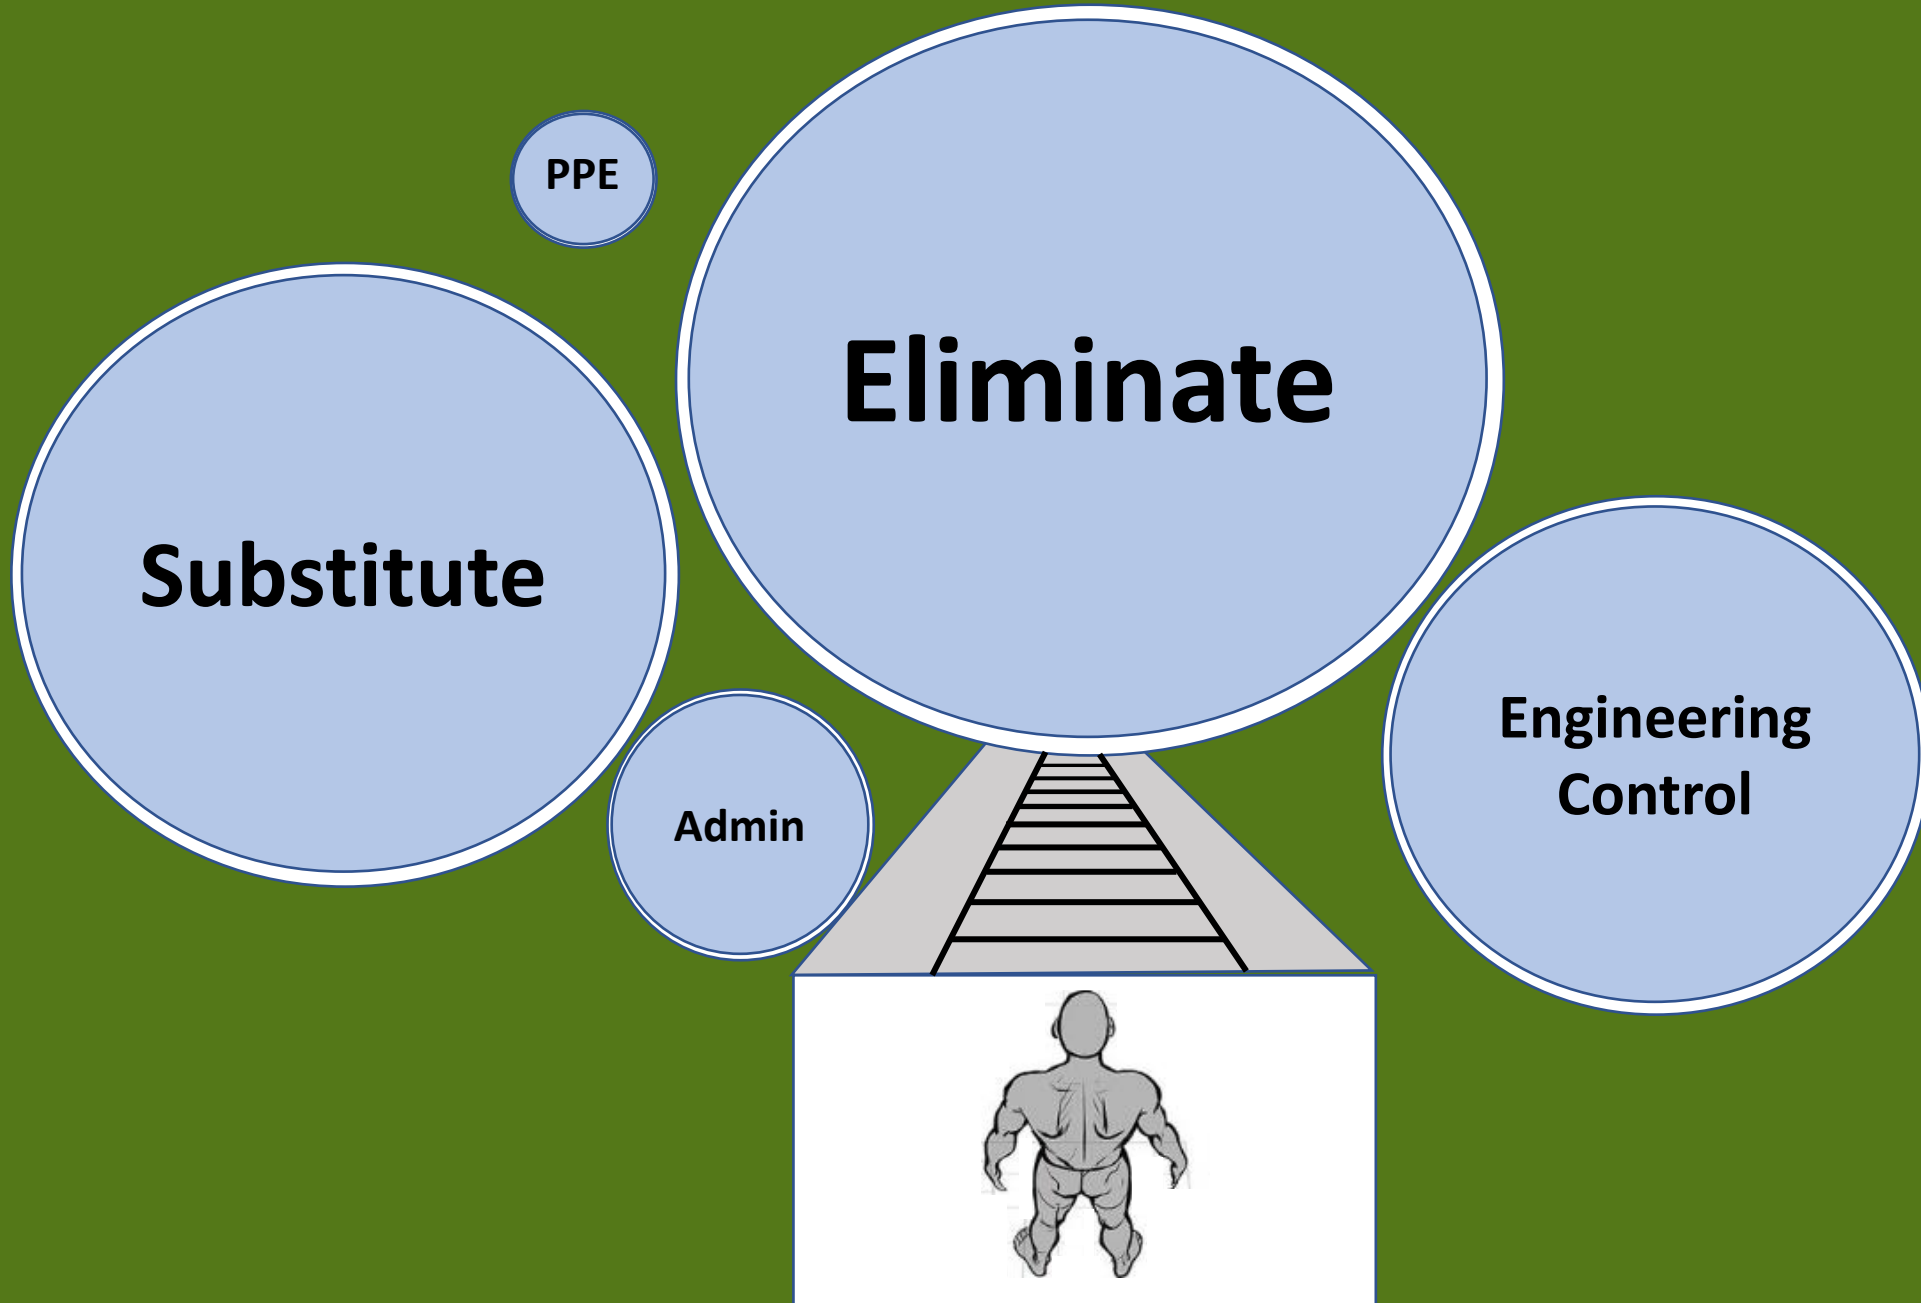 PPE
Eliminate
Substitute
Engineering
Control
Admin